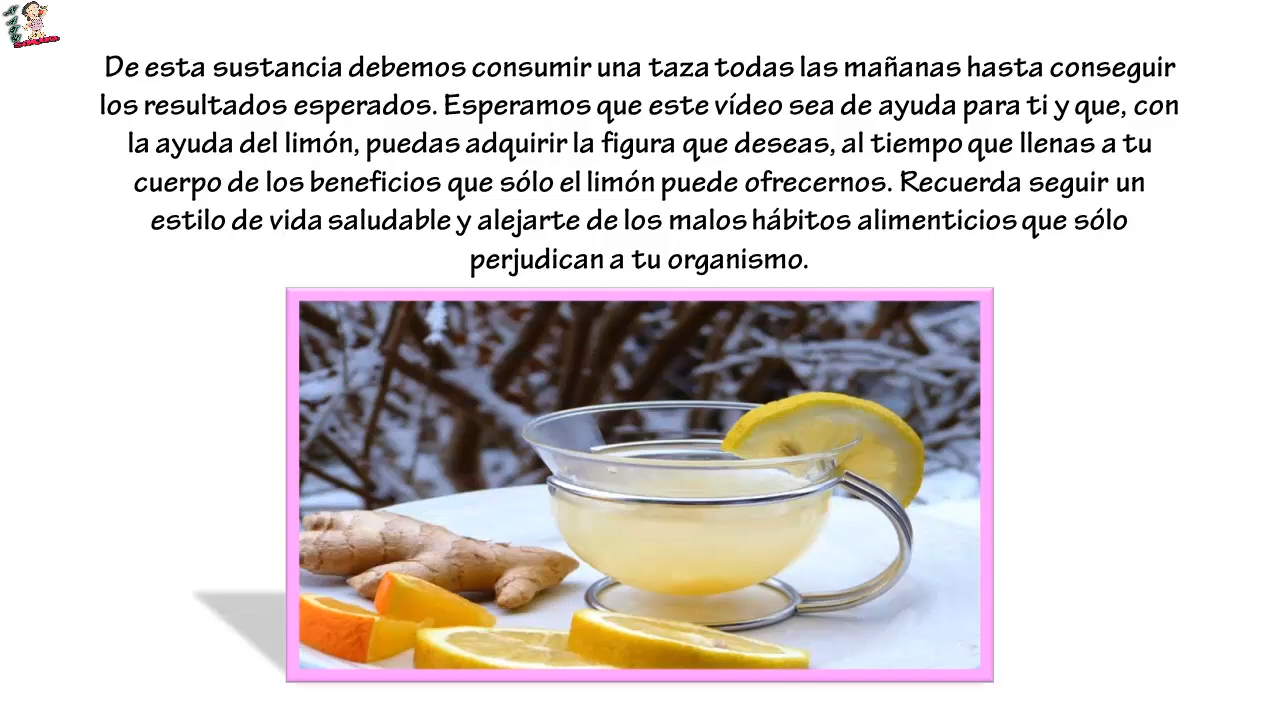 De esta sustancia debemos consumir una taza todas las mañanas hasta conseguir
los resultados esperados. Esperamos que este vídeo sea de ayuda para ti y que, con
la ayuda del limón, puedas adquirir la figura que deseas, al tiempo que llenas a tu
cuerpo de los beneficios que sólo el limón puede ofrecernos. Recuerda seguir un
estilo de vida saludable y alejarte de los malos hábitos alimenticios que sólo
perjudican a tu organismo.